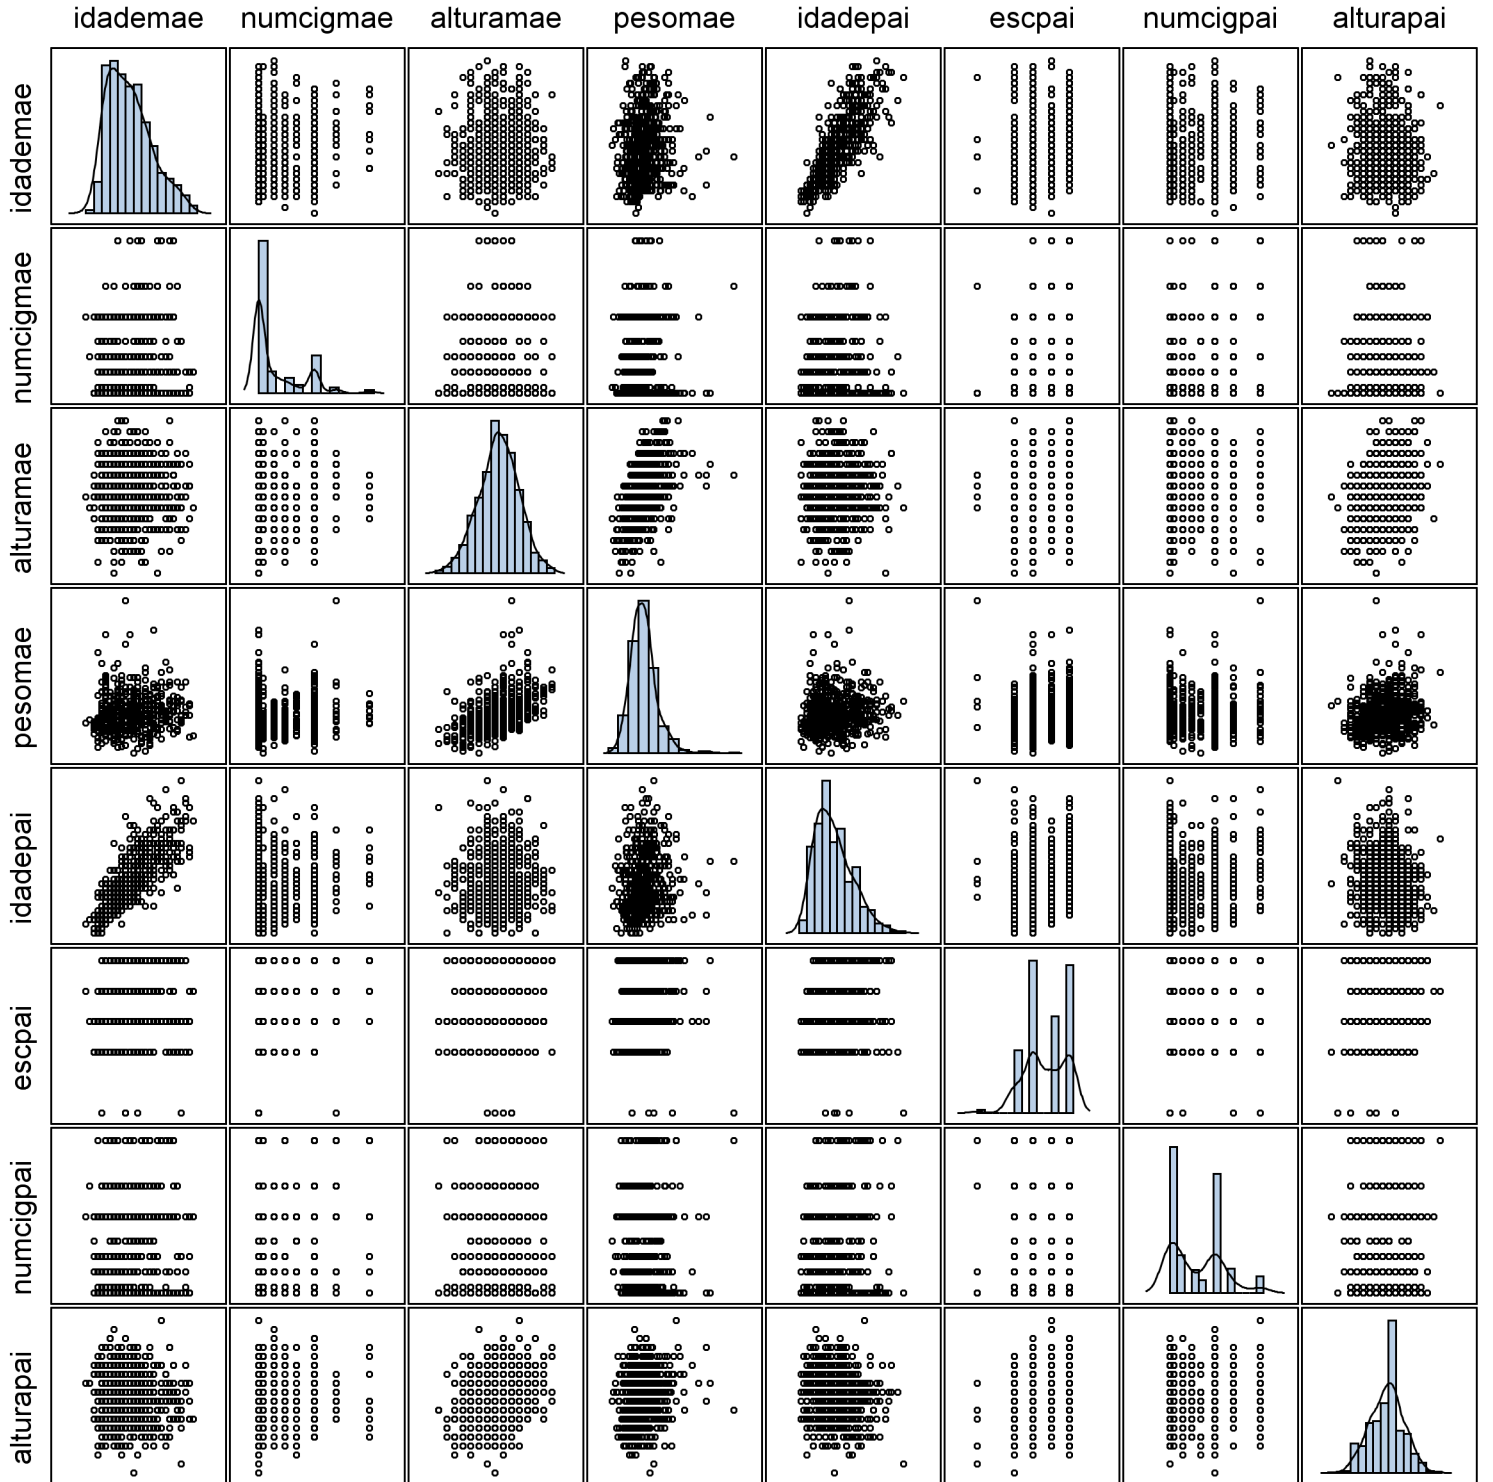 idademae numcigmae alturamae pesomae idadepai escpai numcigpai alturapai
idademae
numcigmae
alturamae
pesomae
idadepai
escpai
numcigpai
alturapai